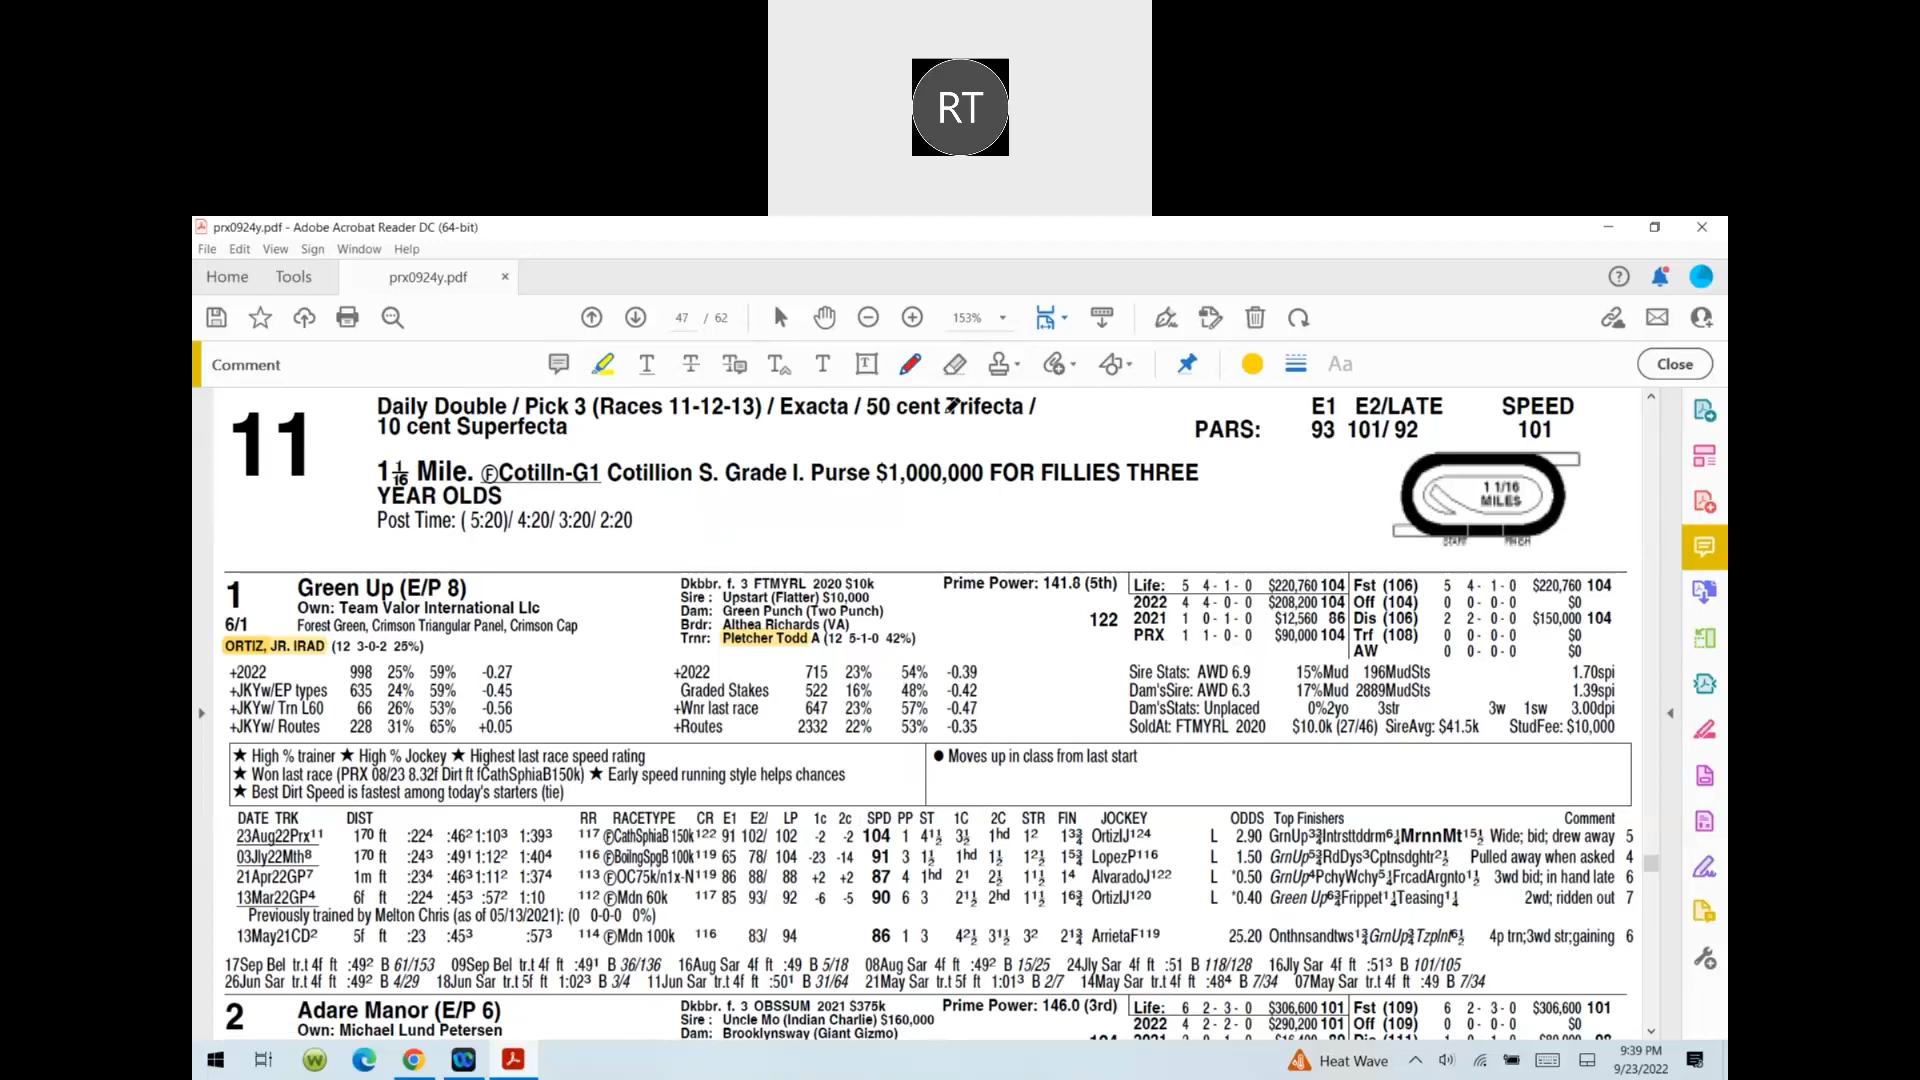 RT
prx0924y.pdf - Adobe Acrobat Reader DC (64-bit)
File Edit View Sign Window Help
Home Tools prx0924y.pdf ×
47 / 62 153%
Comment Aa Close
11
Daily Double / Pick 3 (Races 11-12-13) / Exacta / 50 cent Trifecta /
10 cent Superfecta
E1 E2/LATE SPEED
PARS: 93 101/ 92 101
1 1/16 Mile. ⒻCotilln-G1 Cotillion S. Grade I. Purse $1,000,000 FOR FILLIES THREE
YEAR OLDS
Post Time: ( 5:20)/ 4:20/ 3:20/ 2:20
1 1/16
MILES
START FINISH
1 Green Up (E/P 8)
Own: Team Valor International Llc
6/1 Forest Green, Crimson Triangular Panel, Crimson Cap
ORTIZ, JR. IRAD (12 3-0-2 25%)
Dkbbr. f. 3 FTMYRL 2020 $10k
Sire : Upstart (Flatter) $10,000
Dam: Green Punch (Two Punch)
Brdr: Althea Richards (VA)
Trnr: Pletcher Todd A (12 5-1-0 42%)
Prime Power: 141.8 (5th)
122
Life: 5 4 - 1 - 0 $220,760 104 Fst (106) 5 4 - 1 - 0 $220,760 104
2022 4 4 - 0 - 0 $208,200 104 Off (104) 0 0 - 0 - 0 $0
2021 1 0 - 1 - 0 $12,560 86 Dis (106) 2 2 - 0 - 0 $150,000 104
PRX 1 1 - 0 - 0 $90,000 104 Trf (108) 0 0 - 0 - 0 $0
AW 0 0 - 0 - 0 $0
+2022 998 25% 59% -0.27 +2022 715 23% 54% -0.39 Sire Stats: AWD 6.9 15%Mud 196MudSts 1.70spi
+JKYw/EP types 635 24% 59% -0.45 Graded Stakes 522 16% 48% -0.42 Dam'sSire: AWD 6.3 17%Mud 2889MudSts 1.39spi
+JKYw/ Trn L60 66 26% 53% -0.56 +Wnr last race 647 23% 57% -0.47 Dam'sStats: Unplaced 0%2yo 3str 3w 1sw 3.00dpi
+JKYw/ Routes 228 31% 65% +0.05 +Routes 2332 22% 53% -0.35 SoldAt: FTMYRL 2020 $10.0k (27/46) SireAvg: $41.5k StudFee: $10,000
★ High % trainer ★ High % Jockey ★ Highest last race speed rating
★ Won last race (PRX 08/23 8.32f Dirt ft fCathSphiaB150k) ★ Early speed running style helps chances
★ Best Dirt Speed is fastest among today's starters (tie)
● Moves up in class from last start
DATE TRK DIST RR RACETYPE CR E1 E2/ LP 1c 2c SPD PP ST 1C 2C STR FIN JOCKEY ODDS Top Finishers Comment
23Aug22Prx¹¹ 1⁷⁰ ft :22⁴ :46² 1:10³ 1:39³ 117 ⒻCathSphiaB 150k 122 91 102/ 102 -2 -2 104 1 4¹½ 3½ 1hd 1² 1³¾ OrtizIJ¹²⁴ L 2.90 GrnUp³¾Intrsttddrm⁶¼MrnnMt¹⁵½ Wide; bid; drew away 5
03Jly22Mth⁸ 1⁷⁰ ft :24³ :49¹ 1:12² 1:40⁴ 116 ⒻBoilngSpgB 100k 119 65 78/ 104 -23 -14 91 3 1½ 1hd 1½ 1²½ 1⁵¾ LopezP¹¹⁶ L 1.50 GrnUp⁵¾RdDys³Cptnsdghtr²½ Pulled away when asked 4
21Apr22GP⁷ 1m ft :23⁴ :46³ 1:11² 1:37⁴ 113 ⒻOC75k/n1x-N 119 86 88/ 88 +2 +2 87 4 1hd 2¹ 2½ 1¹½ 1⁴ AlvaradoJ¹²² L *0.50 GrnUp⁴PchyWchy⁵¼FrcadArgnto¹½ 3wd bid; in hand late 6
13Mar22GP⁴ 6f ft :22⁴ :45³ :57² 1:10 112 ⒻMdn 60k 117 85 93/ 92 -6 -5 90 6 3 2¹½ 2hd 1¹½ 1⁶¾ OrtizIJ¹²⁰ L *0.40 Green Up⁶¾Frippet¹¼Teasing¹¼ 2wd; ridden out 7
Previously trained by Melton Chris (as of 05/13/2021): (0 0-0-0 0%)
13May21CD² 5f ft :23 :45³ :57³ 114 ⒻMdn 100k 116 83/ 94 86 1 3 4²½ 3¹½ 3² 2¹¾ ArrietaF¹¹⁹ 25.20 Onthnsandtws¹¾GrnUp¾Tzplnf⁶½ 4p trn;3wd str;gaining 6
17Sep Bel tr.t 4f ft :49² B 61/153 09Sep Bel tr.t 4f ft :49¹ B 36/136 16Aug Sar 4f ft :49 B 5/18 08Aug Sar 4f ft :49² B 15/25 24Jly Sar 4f ft :51 B 118/128 16Jly Sar 4f ft :51³ B 101/105
26Jun Sar tr.t 4f ft :49² B 4/29 18Jun Sar tr.t 5f ft 1:02³ B 3/4 11Jun Sar tr.t 4f ft :50¹ B 31/64 21May Sar tr.t 5f ft 1:01³ B 2/7 14May Sar tr.t 4f ft :48⁴ B 7/34 07May Sar tr.t 4f ft :49 B 7/34
2 Adare Manor (E/P 6)
Own: Michael Lund Petersen
Dkbbr. f. 3 OBSSUM 2021 $375k
Sire : Uncle Mo (Indian Charlie) $160,000
Dam: Brooklynsway (Giant Gizmo)
Prime Power: 146.0 (3rd)
Life: 6 2 - 3 - 0 $306,600 101 Fst (109) 6 2 - 3 - 0 $306,600 101
2022 4 2 - 2 - 0 $290,200 101 Off (109) 0 0 - 0 - 0 $0
Heat Wave 9:39 PM
9/23/2022